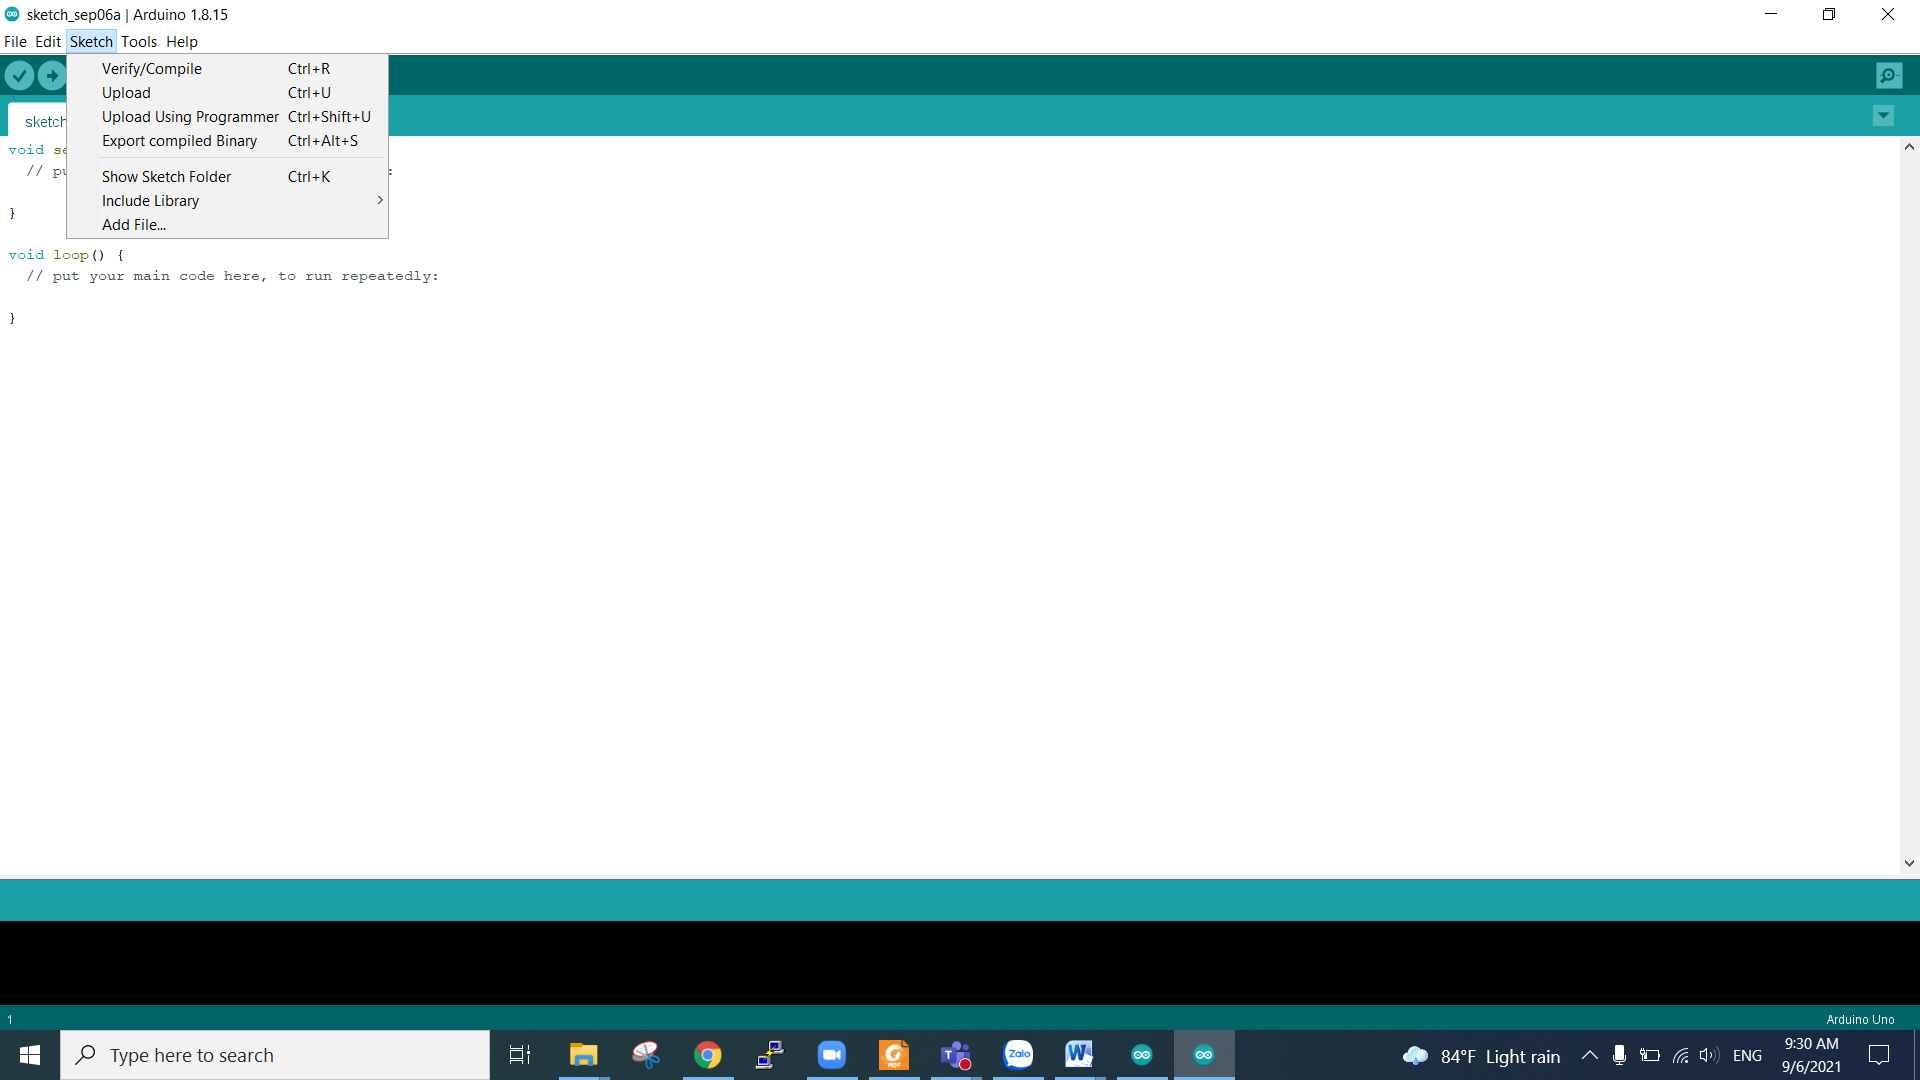 sketch_sep06a | Arduino 1.8.15
File Edit Sketch Tools Help
Verify/Compile Ctrl+R
Upload Ctrl+U
Upload Using Programmer Ctrl+Shift+U
Export compiled Binary Ctrl+Alt+S
Show Sketch Folder Ctrl+K
Include Library
Add File...
sketch
void se
// pu :
}
void loop() {
// put your main code here, to run repeatedly:
}
1
Arduino Uno
Type here to search
PDF
T
Zalo
W
84°F Light rain
ENG
9:30 AM
9/6/2021